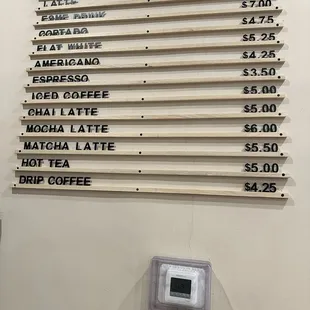 LATTE
$7.00
CORTADO $4.75
FLAT WHITE $5.25
AMERICANO $4.25
ESPRESSO $3.50
ICED COFFEE $5.00
CHAI LATTE $5.00
MOCHA LATTE $6.00
MATCHA LATTE $5.50
HOT TEA $5.00
DRIP COFFEE $4.25